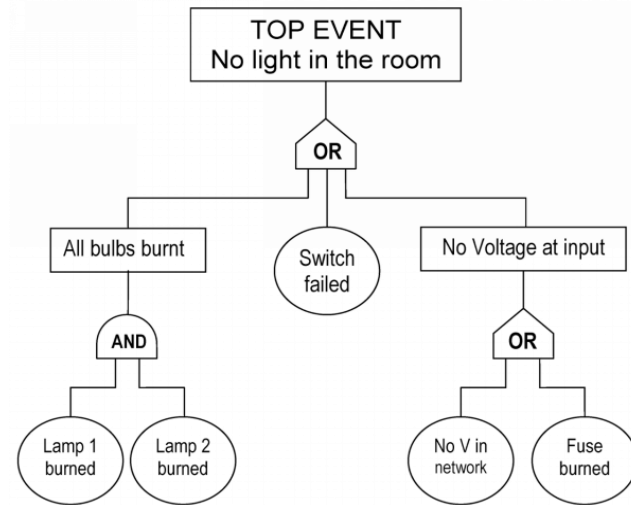 TOP EVENT
No light in the room
OR
All bulbs burnt
Switch
failed
No Voltage at input
AND
OR
Lamp 1
burned
Lamp 2
burned
No V in
network
Fuse
burned